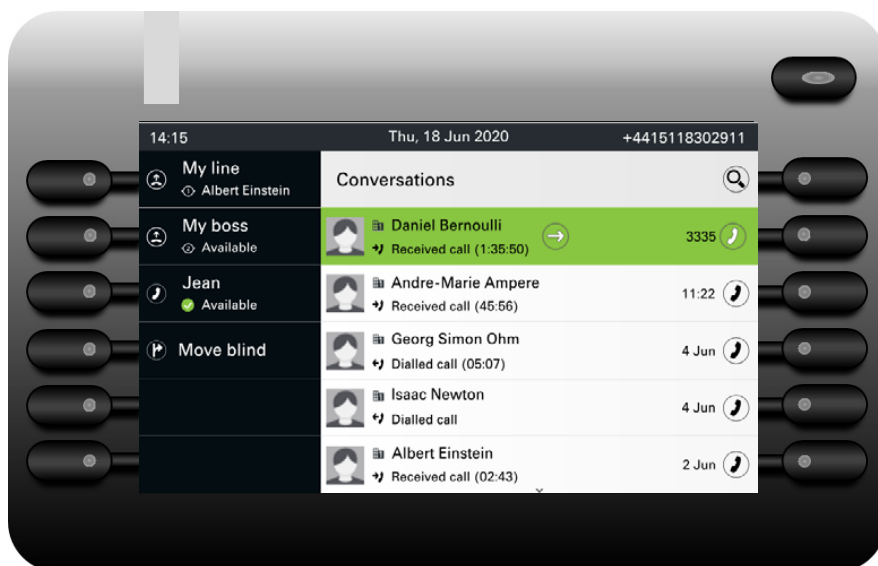 14:15 Thu, 18 Jun 2020 +4415118302911
My line
Albert Einstein
My boss
Available
Jean
Available
Move blind
Conversations
Daniel Bernoulli
Received call (1:35:50)
3335
Andre-Marie Ampere
Received call (45:56)
11:22
Georg Simon Ohm
Dialled call (05:07)
4 Jun
Isaac Newton
Dialled call
4 Jun
Albert Einstein
Received call (02:43)
2 Jun